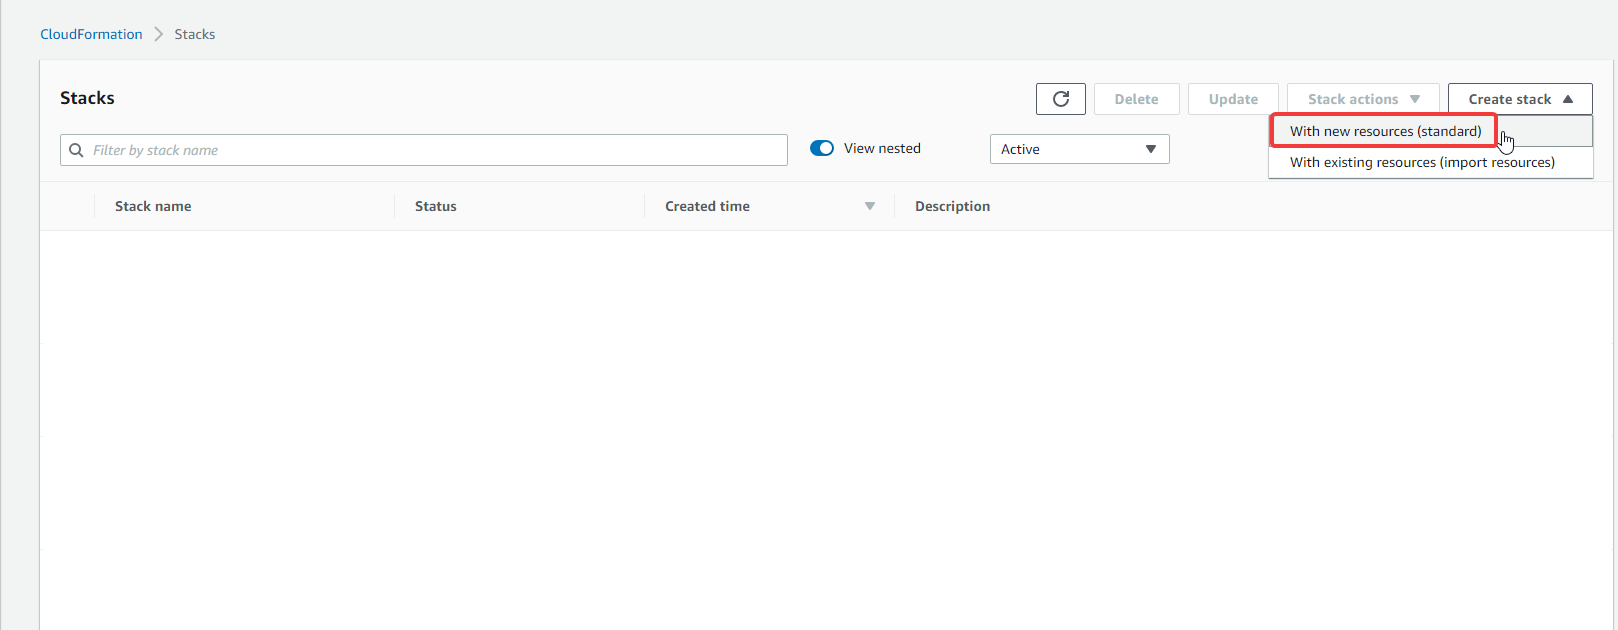 CloudFormation Stacks
Stacks
Delete Update Stack actions Create stack
With new resources (standard)
With existing resources (import resources)
Filter by stack name View nested Active
Stack name Status Created time Description